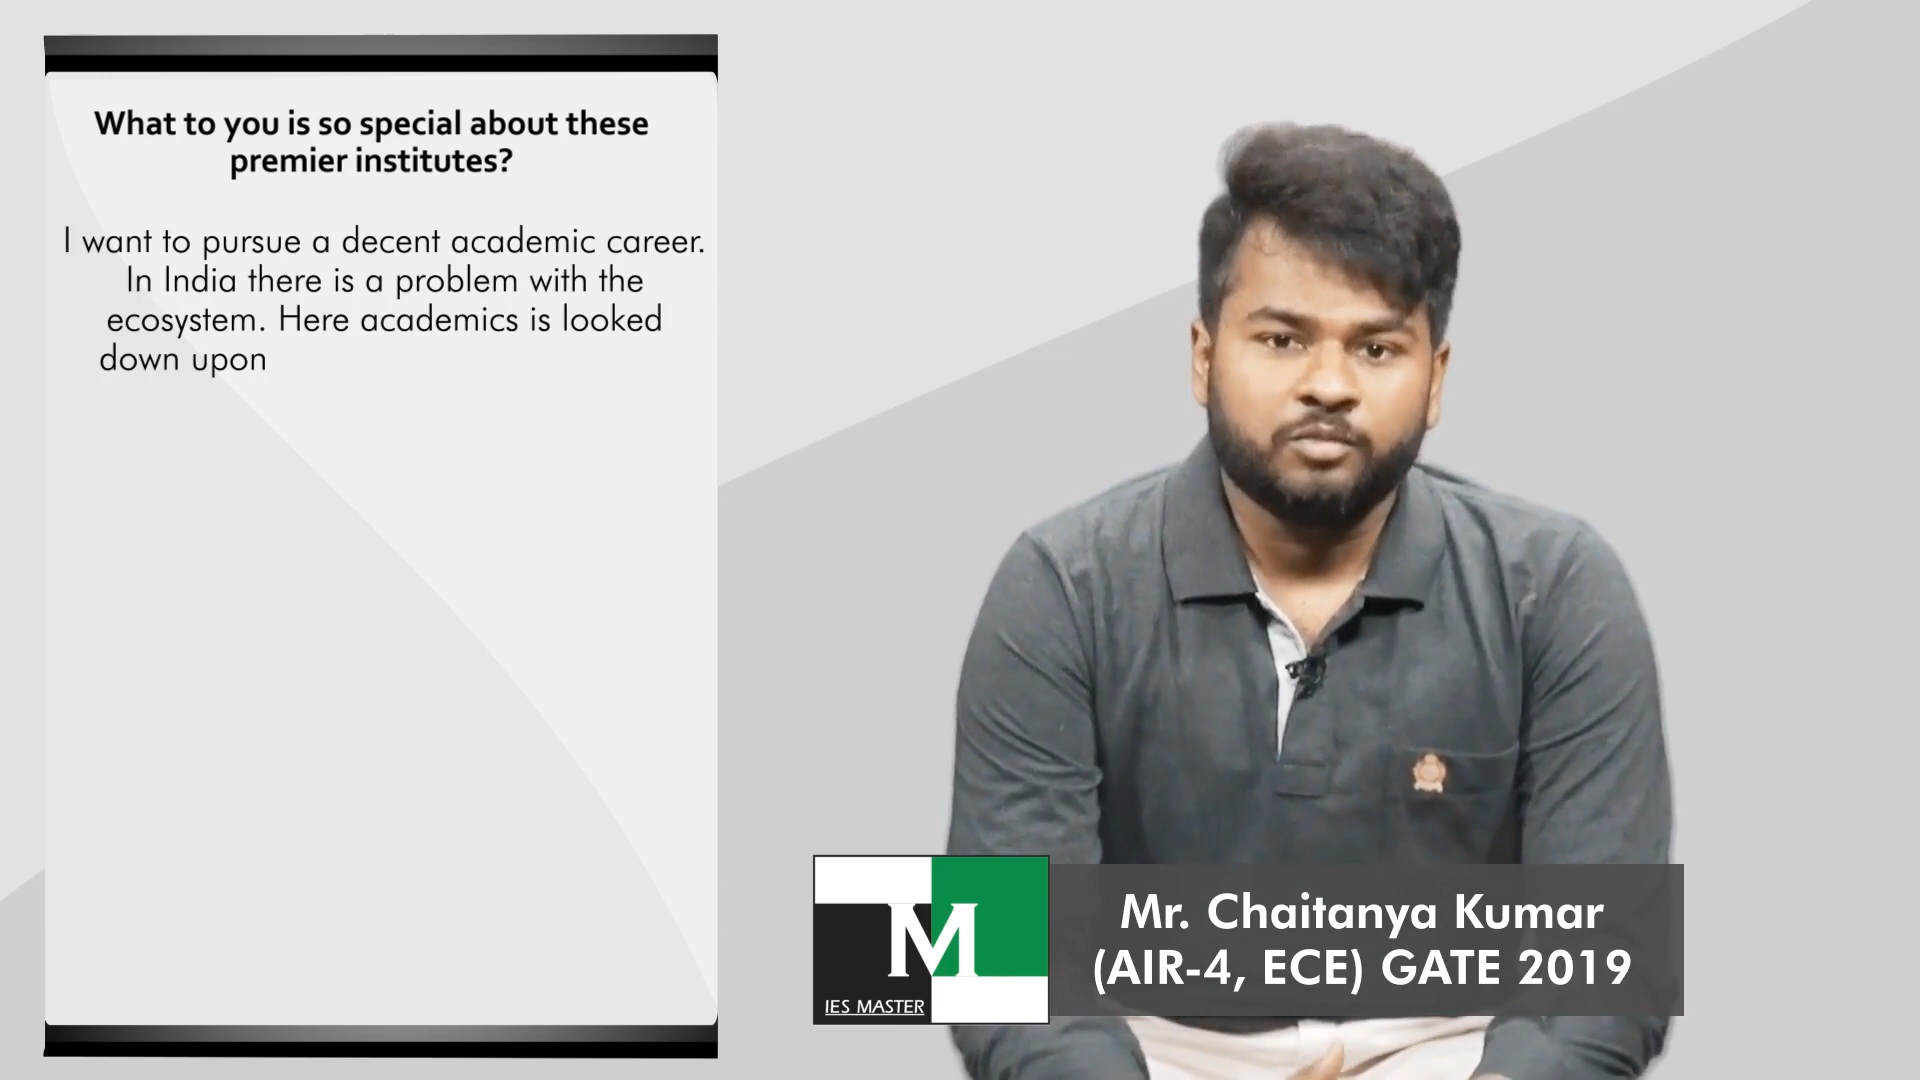 What to you is so special about these
premier institutes?
I want to pursue a decent academic career.
In India there is a problem with the
ecosystem. Here academics is looked
down upon
M
IES MASTER
Mr. Chaitanya Kumar
(AIR-4, ECE) GATE 2019